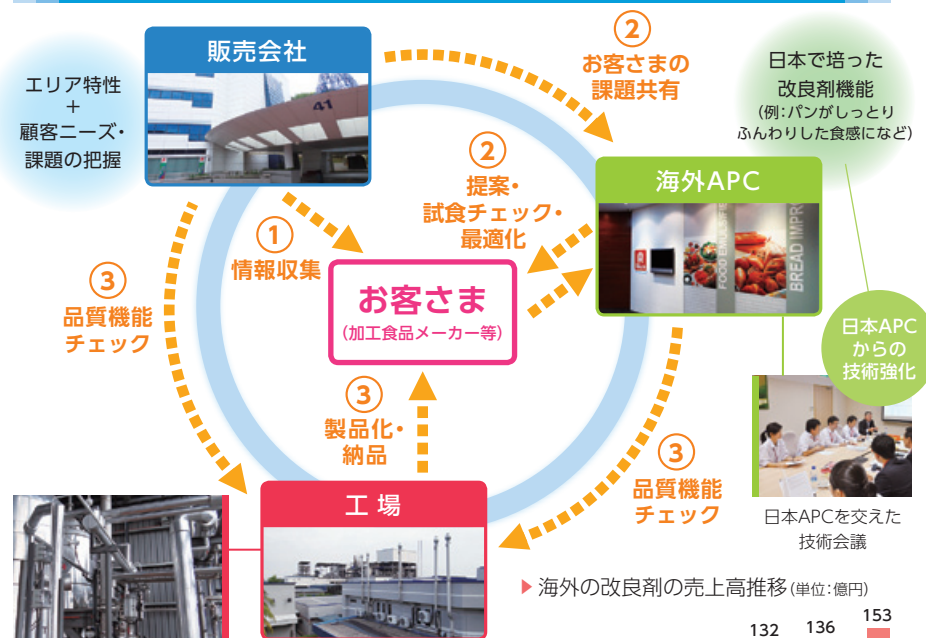 販売会社
41
エリア特性
+
顧客ニーズ・
課題の把握
②
お客さまの
課題共有
日本で培った
改良剤機能
(例:パンがしっとり
ふんわりした食感になど)
②
提案・
試食チェック・
最適化
海外APC
FOOD EMULSIFIE
BREAD IMPR
①
情報収集
お客さま
(加工食品メーカー等)
③
品質機能
チェック
日本APC
からの
技術強化
③
製品化・
納品
③
品質機能
チェック
工場
日本APCを交えた
技術会議
▶海外の改良剤の売上高推移(単位:億円)
132
136
153